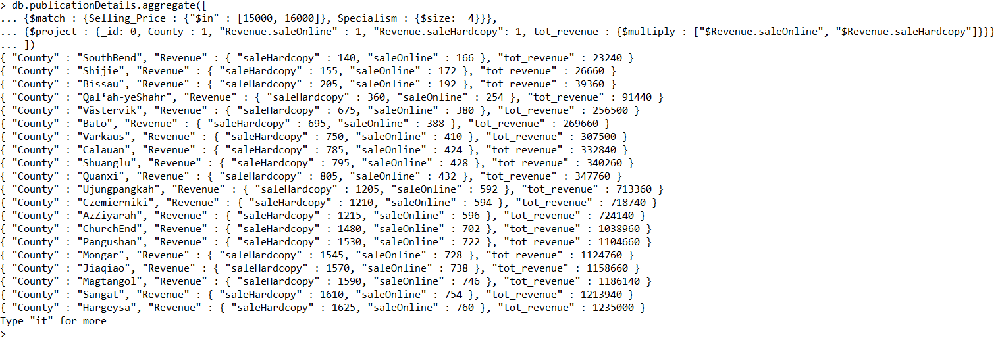 > db.publicationDetails.aggregate([
... {$match : {Selling_Price : {"$in" : [15000, 16000]}, Specialism : {$size:  4}}},
... {$project : {_id: 0, County : 1, "Revenue.saleOnline" : 1, "Revenue.saleHardcopy": 1, tot_revenue : {$multiply : ["$Revenue.saleOnline", "$Revenue.saleHardcopy"]}}}
... ])
{ "County" : "SouthBend", "Revenue" : { "saleHardcopy" : 140, "saleOnline" : 166 }, "tot_revenue" : 23240 }
{ "County" : "Shijie", "Revenue" : { "saleHardcopy" : 155, "saleOnline" : 172 }, "tot_revenue" : 26660 }
{ "County" : "Bissau", "Revenue" : { "saleHardcopy" : 205, "saleOnline" : 192 }, "tot_revenue" : 39360 }
{ "County" : "Qal‘ah-yeShahr", "Revenue" : { "saleHardcopy" : 360, "saleOnline" : 254 }, "tot_revenue" : 91440 }
{ "County" : "Västervik", "Revenue" : { "saleHardcopy" : 675, "saleOnline" : 380 }, "tot_revenue" : 256500 }
{ "County" : "Bato", "Revenue" : { "saleHardcopy" : 695, "saleOnline" : 388 }, "tot_revenue" : 269660 }
{ "County" : "Varkaus", "Revenue" : { "saleHardcopy" : 750, "saleOnline" : 410 }, "tot_revenue" : 307500 }
{ "County" : "Calauan", "Revenue" : { "saleHardcopy" : 785, "saleOnline" : 424 }, "tot_revenue" : 332840 }
{ "County" : "Shuanglu", "Revenue" : { "saleHardcopy" : 795, "saleOnline" : 428 }, "tot_revenue" : 340260 }
{ "County" : "Quanxi", "Revenue" : { "saleHardcopy" : 805, "saleOnline" : 432 }, "tot_revenue" : 347760 }
{ "County" : "Ujungpangkah", "Revenue" : { "saleHardcopy" : 1205, "saleOnline" : 592 }, "tot_revenue" : 713360 }
{ "County" : "Czemierniki", "Revenue" : { "saleHardcopy" : 1210, "saleOnline" : 594 }, "tot_revenue" : 718740 }
{ "County" : "AzZiyārah", "Revenue" : { "saleHardcopy" : 1215, "saleOnline" : 596 }, "tot_revenue" : 724140 }
{ "County" : "ChurchEnd", "Revenue" : { "saleHardcopy" : 1480, "saleOnline" : 702 }, "tot_revenue" : 1038960 }
{ "County" : "Pangushan", "Revenue" : { "saleHardcopy" : 1530, "saleOnline" : 722 }, "tot_revenue" : 1104660 }
{ "County" : "Mongar", "Revenue" : { "saleHardcopy" : 1545, "saleOnline" : 728 }, "tot_revenue" : 1124760 }
{ "County" : "Jiaqiao", "Revenue" : { "saleHardcopy" : 1570, "saleOnline" : 738 }, "tot_revenue" : 1158660 }
{ "County" : "Magtangol", "Revenue" : { "saleHardcopy" : 1590, "saleOnline" : 746 }, "tot_revenue" : 1186140 }
{ "County" : "Sangat", "Revenue" : { "saleHardcopy" : 1610, "saleOnline" : 754 }, "tot_revenue" : 1213940 }
{ "County" : "Hargeysa", "Revenue" : { "saleHardcopy" : 1625, "saleOnline" : 760 }, "tot_revenue" : 1235000 }
Type "it" for more
>